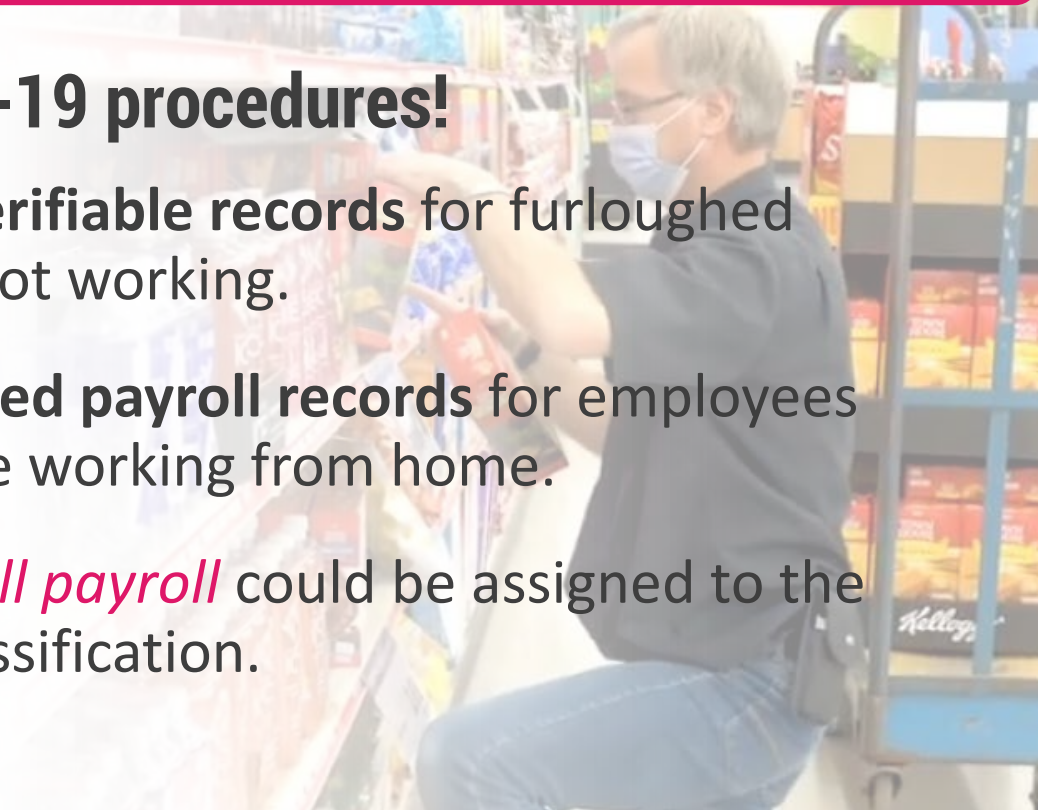 -19 procedures!
erifiable records for furloughed
ot working.
ed payroll records for employees
e working from home.
ll payroll could be assigned to the
ssification.
Kellogg